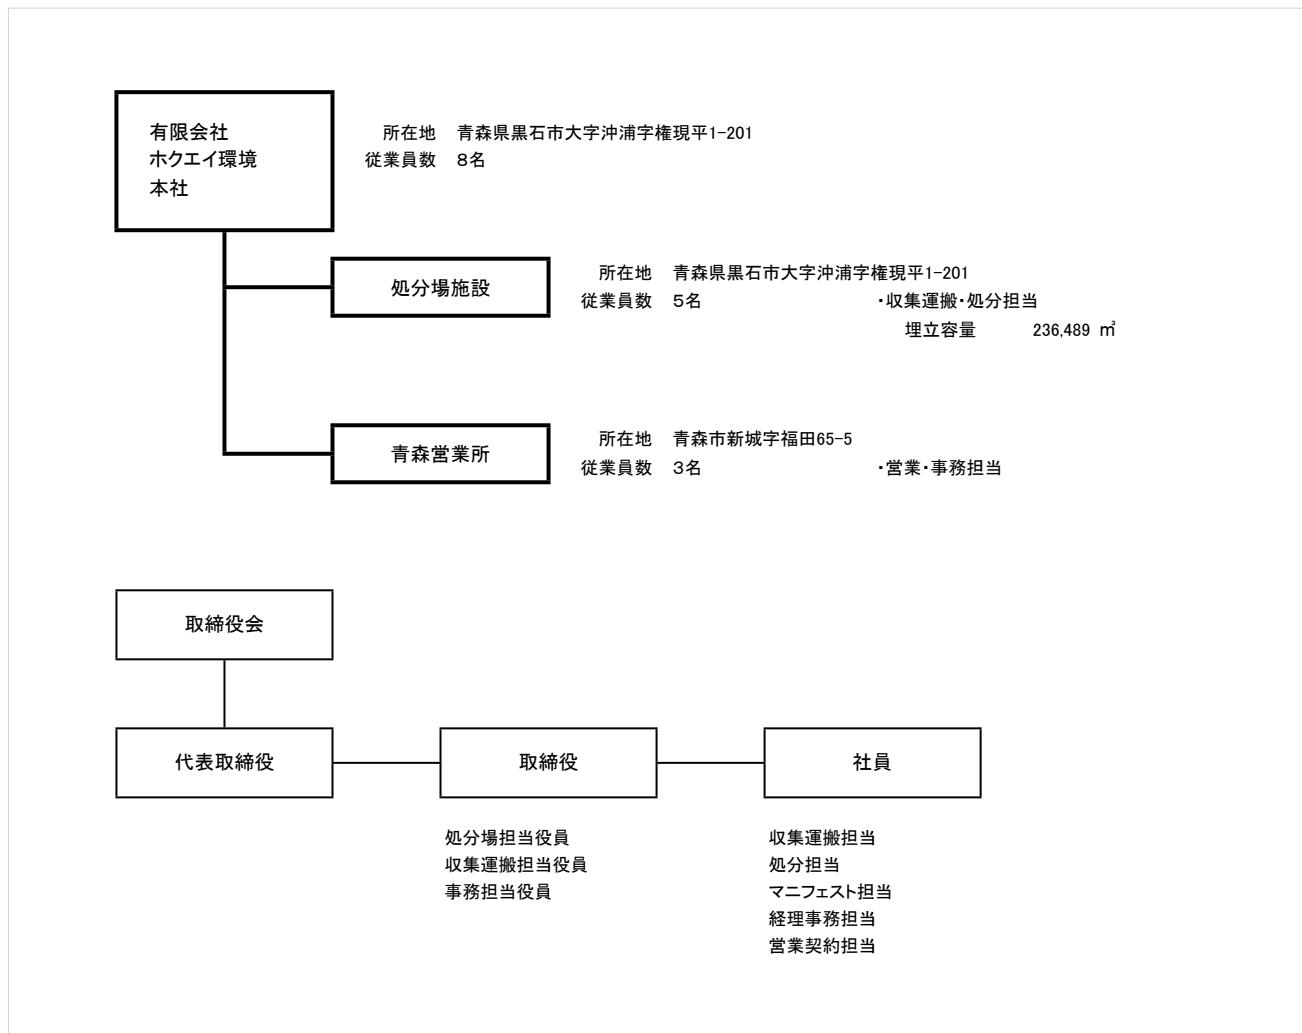 有限会社
ホクエイ環境
本社
所在地 青森県黒石市大字沖浦字権現平1-201
従業員数 8名
処分場施設
所在地 青森県黒石市大字沖浦字権現平1-201
従業員数 5名 ・収集運搬・処分担当
埋立容量 236,489 ㎥
青森営業所
所在地 青森市新城字福田65-5
従業員数 3名 ・営業・事務担当
取締役会
代表取締役
取締役
社員
処分場担当役員
収集運搬担当役員
事務担当役員
収集運搬担当
処分担当
マニフェスト担当
経理事務担当
営業契約担当